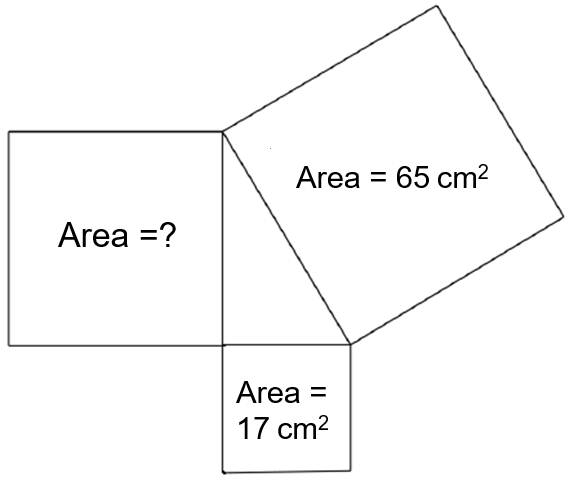 Area = 65 cm²
Area =?
Area =
17 cm²